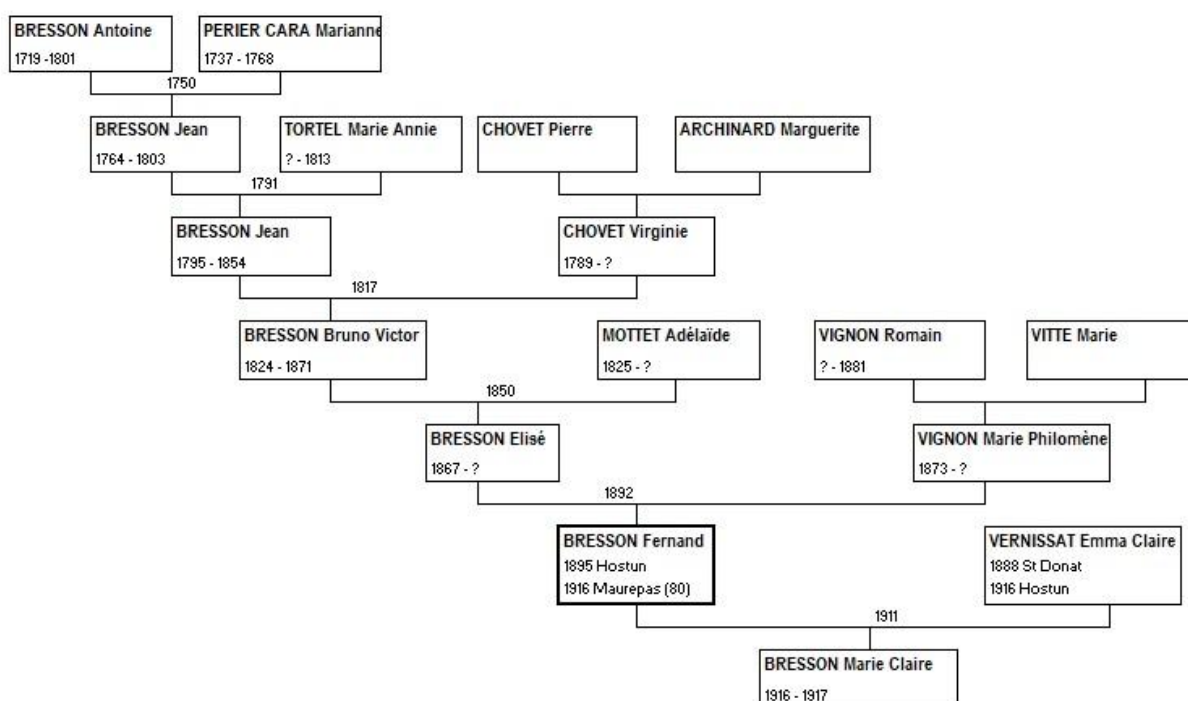 BRESSON Antoine
1719 -1801
PERIER CARA Marianne
1737 - 1768
1750
BRESSON Jean
1764 - 1803
TORTEL Marie Annie
? - 1813
CHOVET Pierre
ARCHINARD Marguerite
1791
BRESSON Jean
1795 - 1854
CHOVET Virginie
1789 - ?
1817
BRESSON Bruno Victor
1824 - 1871
MOTTET Adélaïde
1825 - ?
VIGNON Romain
? - 1881
VITTE Marie
1850
BRESSON Elisé
1867 - ?
VIGNON Marie Philomène
1873 - ?
1892
BRESSON Fernand
1895 Hostun
1916 Maurepas (80)
VERNISSAT Emma Claire
1888 St Donat
1916 Hostun
1911
BRESSON Marie Claire
1916 - 1917